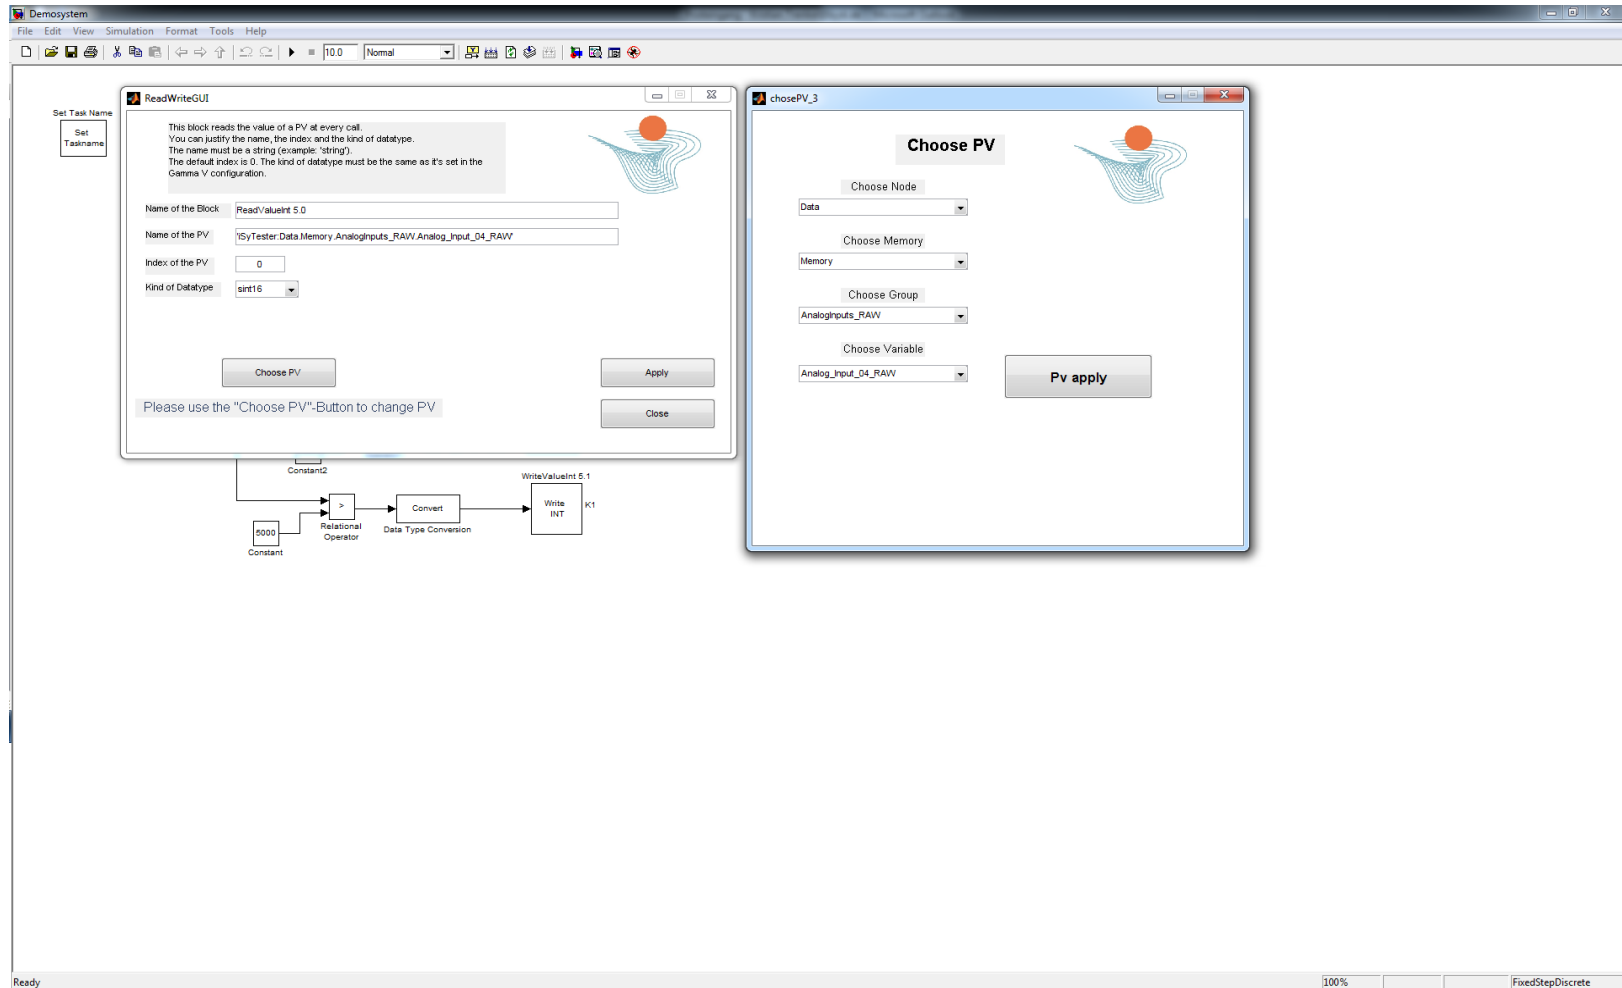 Demosystem
File Edit View Simulation Format Tools Help
10.0 Normal
Set Task Name
Set
Taskname
ReadWriteGUI
This block reads the value of a PV at every call.
You can justify the name, the index and the kind of datatype.
The name must be a string (example: 'string').
The default index is 0. The kind of datatype must be the same as it's set in the
Gamma V configuration.
Name of the Block ReadValueInt 5.0
Name of the PV 'iSyTester:Data.Memory.AnalogInputs_RAW.Analog_Input_04_RAW'
Index of the PV 0
Kind of Datatype sint16
Choose PV
Apply
Please use the "Choose PV"-Button to change PV
Close
chosePV_3
Choose PV
Choose Node
Data
Choose Memory
Memory
Choose Group
AnalogInputs_RAW
Choose Variable
Analog_Input_04_RAW
Pv apply
Constant2
WriteValueInt 5.1
Write
INT
K1
>
Relational
Operator
Convert
Data Type Conversion
5000
Constant
Ready
100%
FixedStepDiscrete